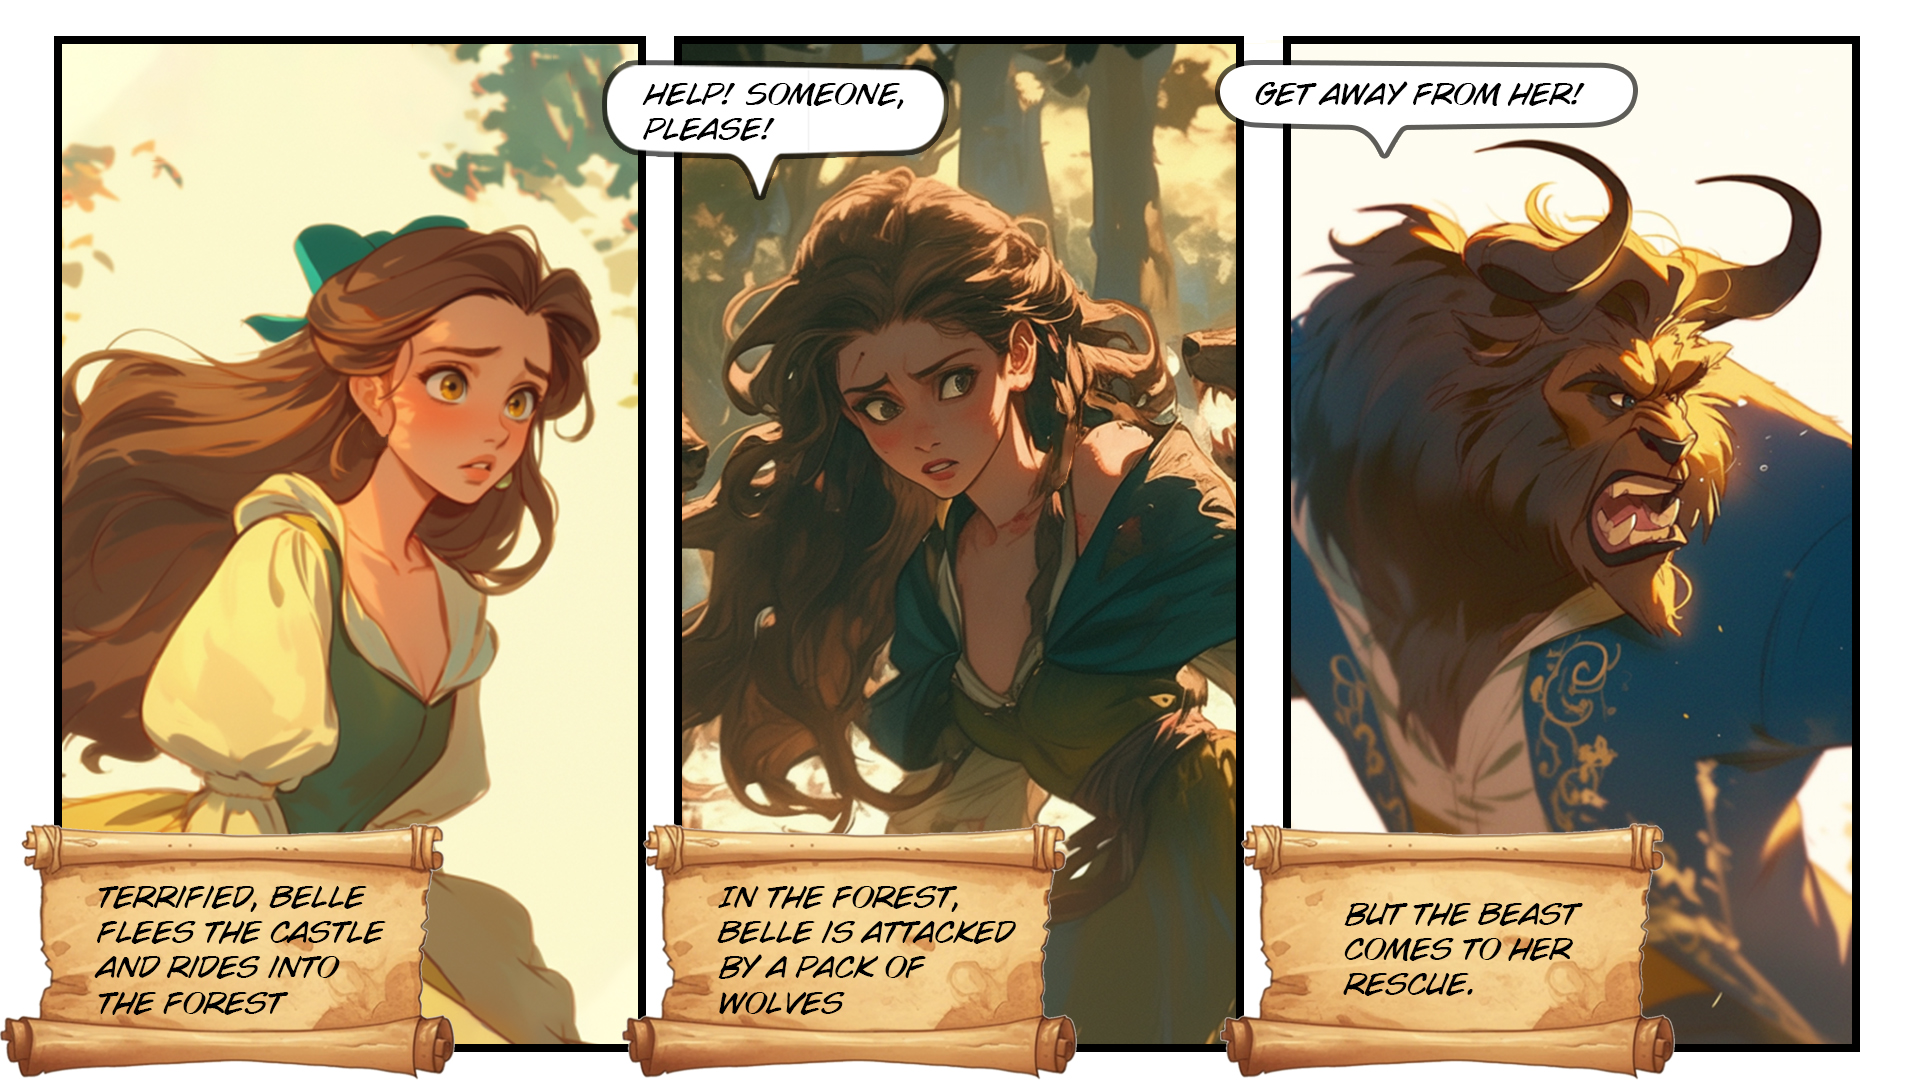 HELP! SOMEONE,
PLEASE!
GET AWAY FROM HER!
TERRIFIED, BELLE
FLEES THE CASTLE
AND RIDES INTO
THE FOREST
IN THE FOREST,
BELLE IS ATTACKED
BY A PACK OF
WOLVES
BUT THE BEAST
COMES TO HER
RESCUE.